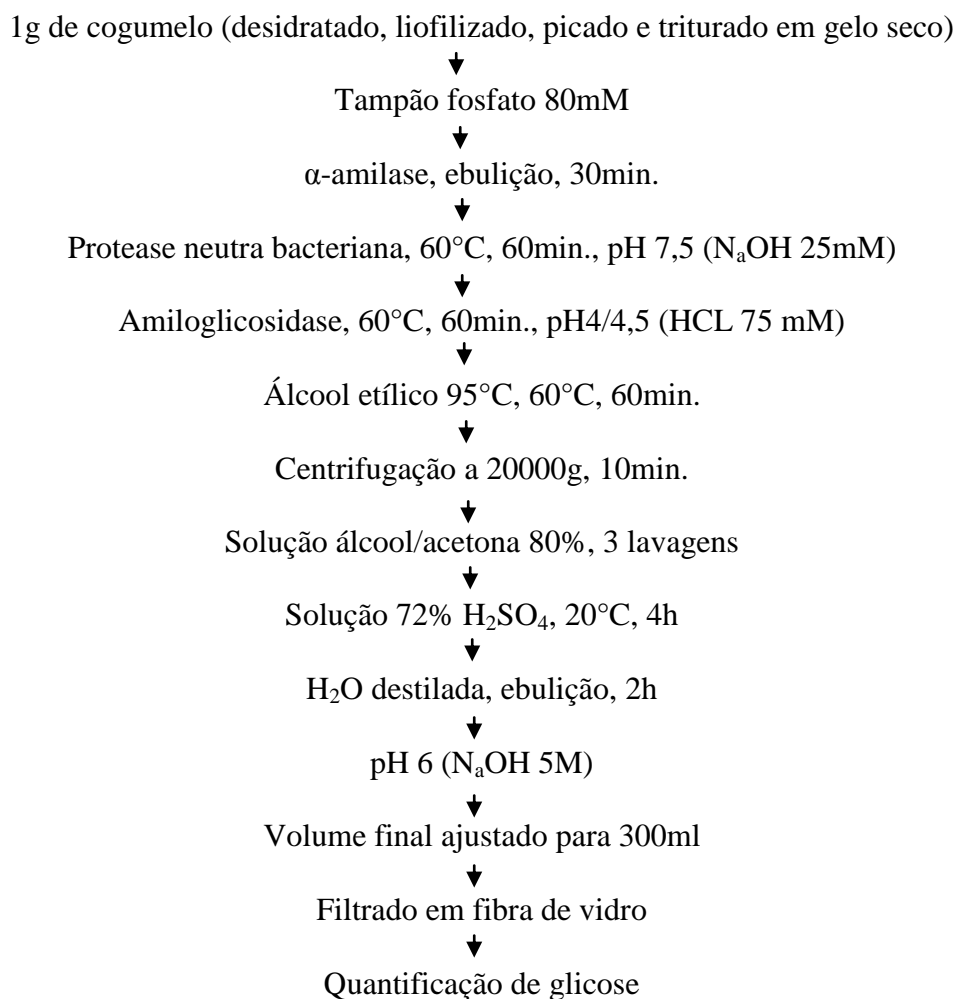 1g de cogumelo (desidratado, liofilizado, picado e triturado em gelo seco)
Tampão fosfato 80mM
α-amilase, ebulição, 30min.
Protease neutra bacteriana, 60°C, 60min., pH 7,5 (NaOH 25mM)
Amiloglicosidase, 60°C, 60min., pH4/4,5 (HCL 75 mM)
Álcool etílico 95°C, 60°C, 60min.
Centrifugação a 20000g, 10min.
Solução álcool/acetona 80%, 3 lavagens
Solução 72% H₂SO₄, 20°C, 4h
H₂O destilada, ebulição, 2h
pH 6 (NaOH 5M)
Volume final ajustado para 300ml
Filtrado em fibra de vidro
Quantificação de glicose